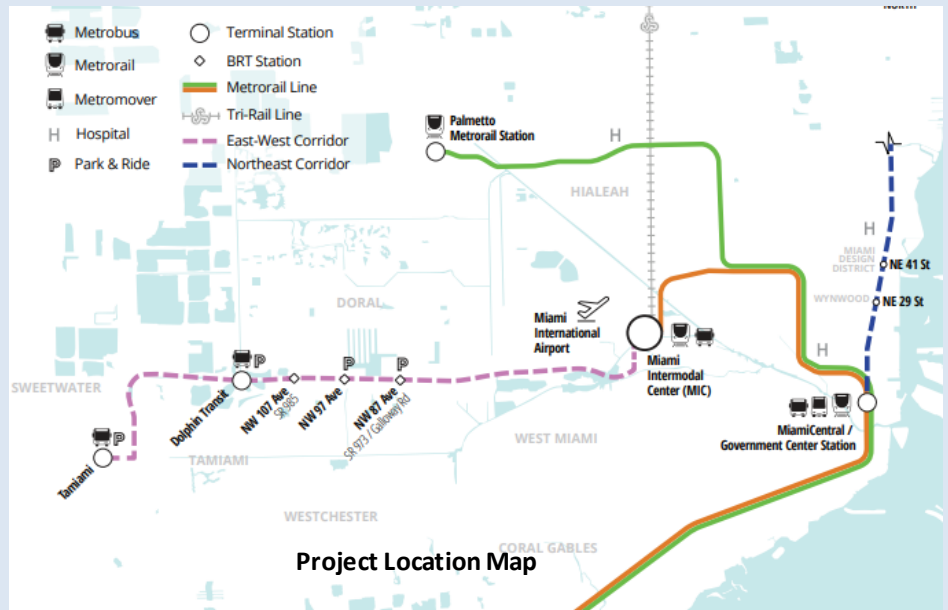 Metrobus
Metrorail
Metromover
H Hospital
P Park & Ride
Terminal Station
BRT Station
Metrorail Line
Tri-Rail Line
East-West Corridor
Northeast Corridor
Palmetto
Metrorail Station
H
HIALEAH
H
MIAMI
DESIGN
DISTRICT
NE 41 St
WYNWOOD
NE 29 St
DORAL
Miami
International
Airport
Miami
Intermodal
Center (MIC)
H
SWEETWATER
P
Dolphin Transit
NW 107 Ave
SR 985
P
NW 97 Ave
P
NW 87 Ave
SR 973 / Galloway Rd
MiamiCentral /
Government Center Station
P
Tamiami
TAMIAMI
WEST MIAMI
WESTCHESTER
CORAL GABLES
Project Location Map